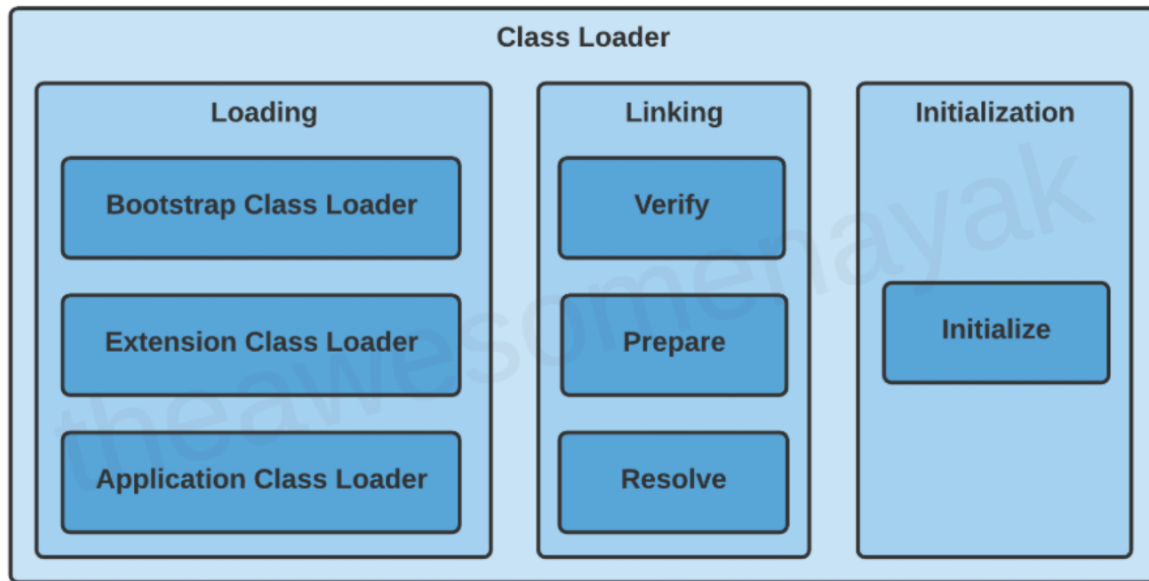 Class Loader
Loading
Bootstrap Class Loader
Extension Class Loader
Application Class Loader
Linking
Verify
Prepare
Resolve
Initialization
Initialize
theawesomenayak